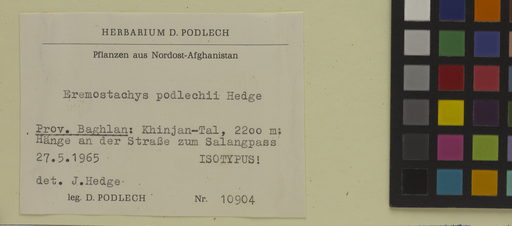 HERBARIUM D. PODLECH
Pflanzen aus Nordost-Afghanistan
Eremostachys podlechii Hedge
Prov. Baghlan: Khinjan-Tal, 22oo m;
Hänge an der Straße zum Salangpass
27.5.1965 ISOTYPUS!
det. J.Hedge
leg. D. PODLECH Nr. 10904